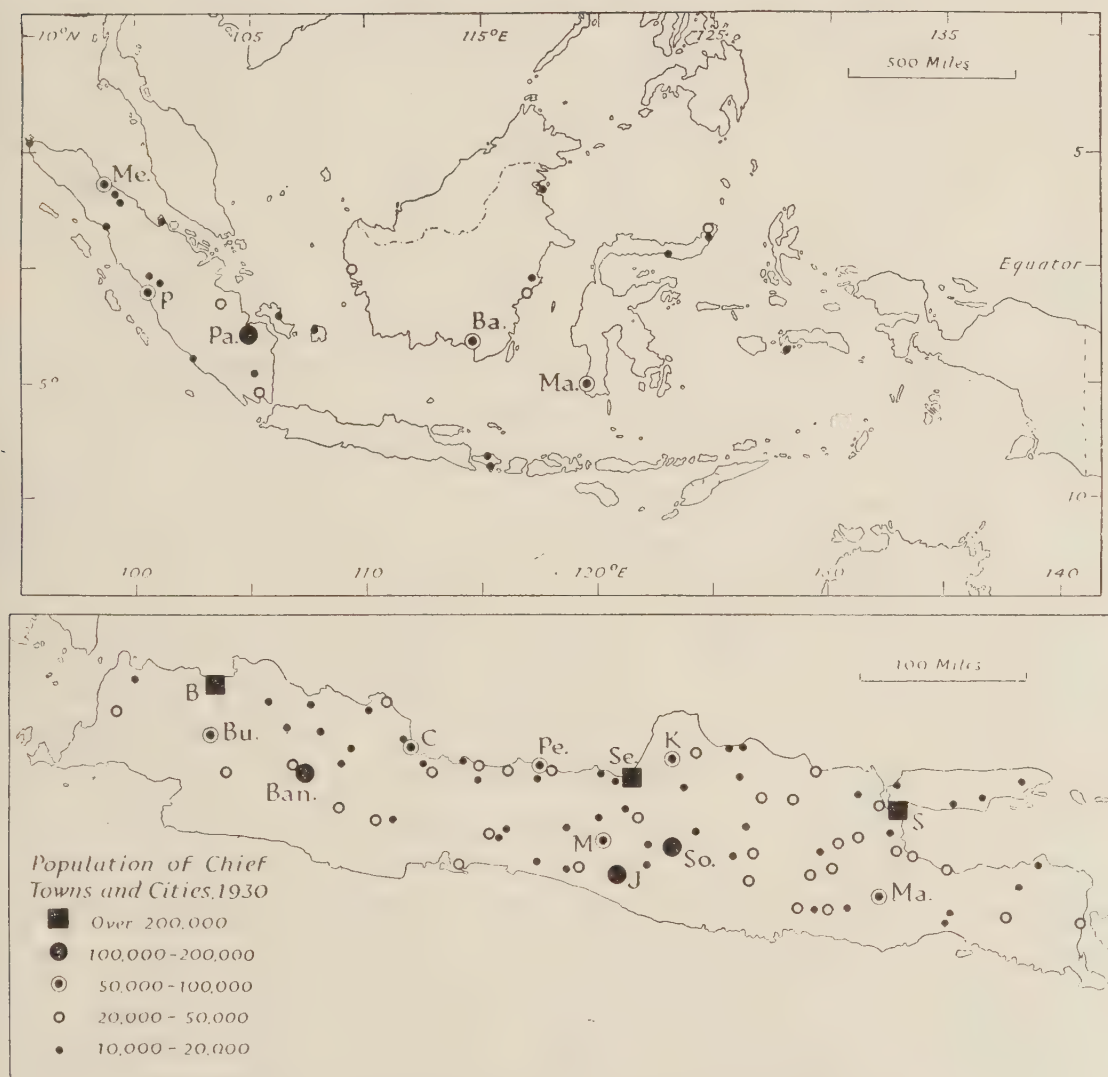 10°N 105 115°E 125° 135
500 Miles
5
Me.
Equator
P
Pa.
Ba.
Ma.
5°
10
100 110 120°E 130 140
100 Miles
B
Bu.
C
Pe.
Se.
K
Ban.
S
M
So.
J
Ma.
Population of Chief
Towns and Cities, 1930
Over 200,000
100,000-200,000
50,000-100,000
20,000-50,000
10,000-20,000